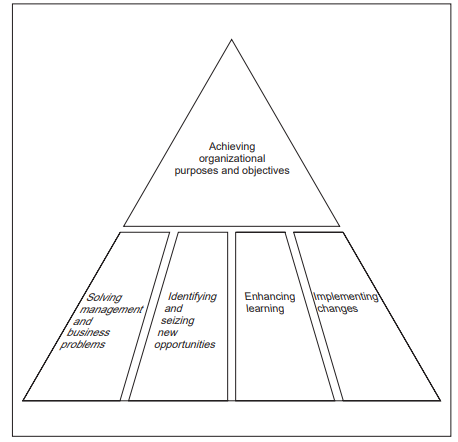 Achieving
organizational
purposes and objectives
Solving
management
and
business
problems
Identifying
and
seizing
new
opportunities
Enhancing
learning
Implementing
changes